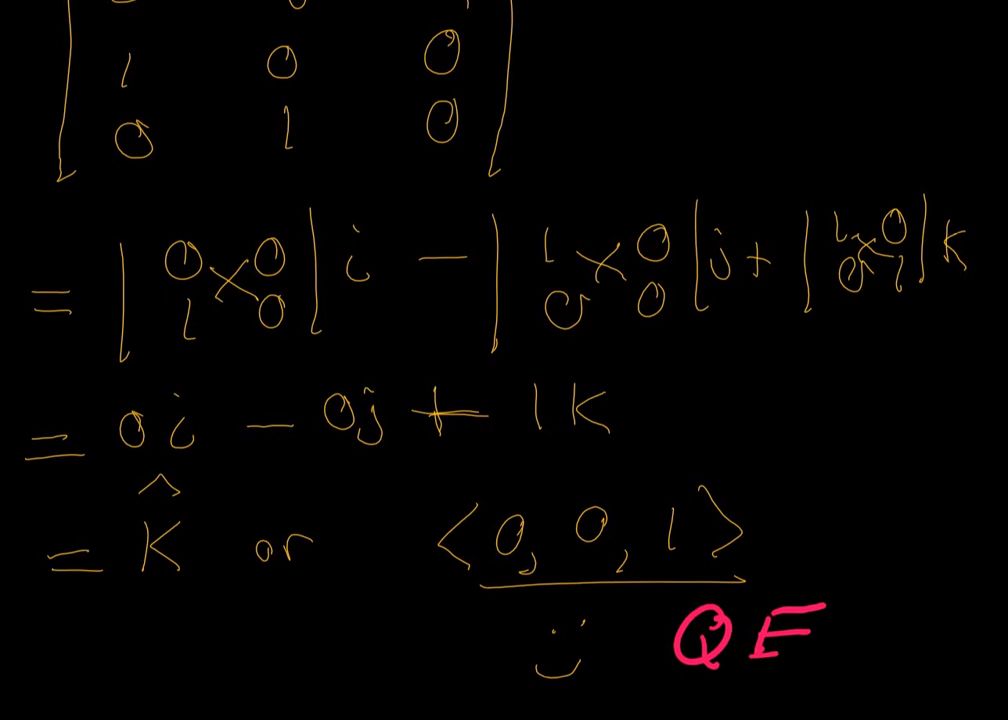 1 0 0
0 1 0
= | 0 0 | i - | 1 0 | j + | 1 0 | k
1 0 0 0 0 1
= 0i - 0j + 1k
= k̂ or <0, 0, 1>
QE